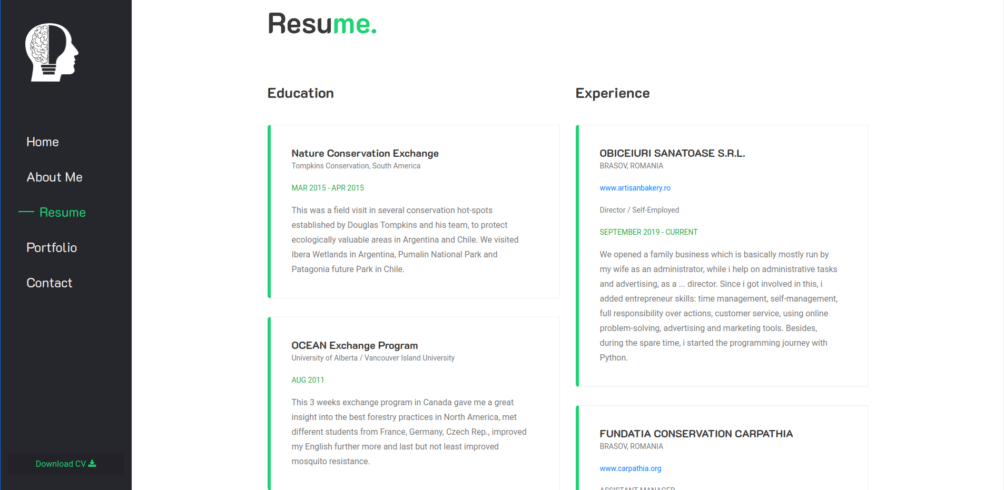 Resume.
Home
About Me
Resume
Portfolio
Contact
Download CV
Education
Nature Conservation Exchange
Tompkins Conservation, South America
MAR 2015 - APR 2015
This was a field visit in several conservation hot-spots
established by Douglas Tompkins and his team, to protect
ecologically valuable areas in Argentina and Chile. We visited
Ibera Wetlands in Argentina, Pumalin National Park and
Patagonia future Park in Chile.
OCEAN Exchange Program
University of Alberta / Vancouver Island University
AUG 2011
This 3 weeks exchange program in Canada gave me a great
insight into the best forestry practices in North America, met
different students from France, Germany, Czech Rep., improved
my English further more and last but not least improved
mosquito resistance.
Experience
OBICEIURI SANATOASE S.R.L.
BRASOV, ROMANIA
www.artisanbakery.ro
Director / Self-Employed
SEPTEMBER 2019 - CURRENT
We opened a family business which is basically mostly run by
my wife as an administrator, while i help on administrative tasks
and advertising, as a ... director. Since i got involved in this, i
added entrepreneur skills: time management, self-management,
full responsibility over actions, customer service, using online
problem-solving, advertising and marketing tools. Besides,
during the spare time, i started the programming journey with
Python.
FUNDATIA CONSERVATION CARPATHIA
BRASOV, ROMANIA
www.carpathia.org
ASSISTANT MANAGER